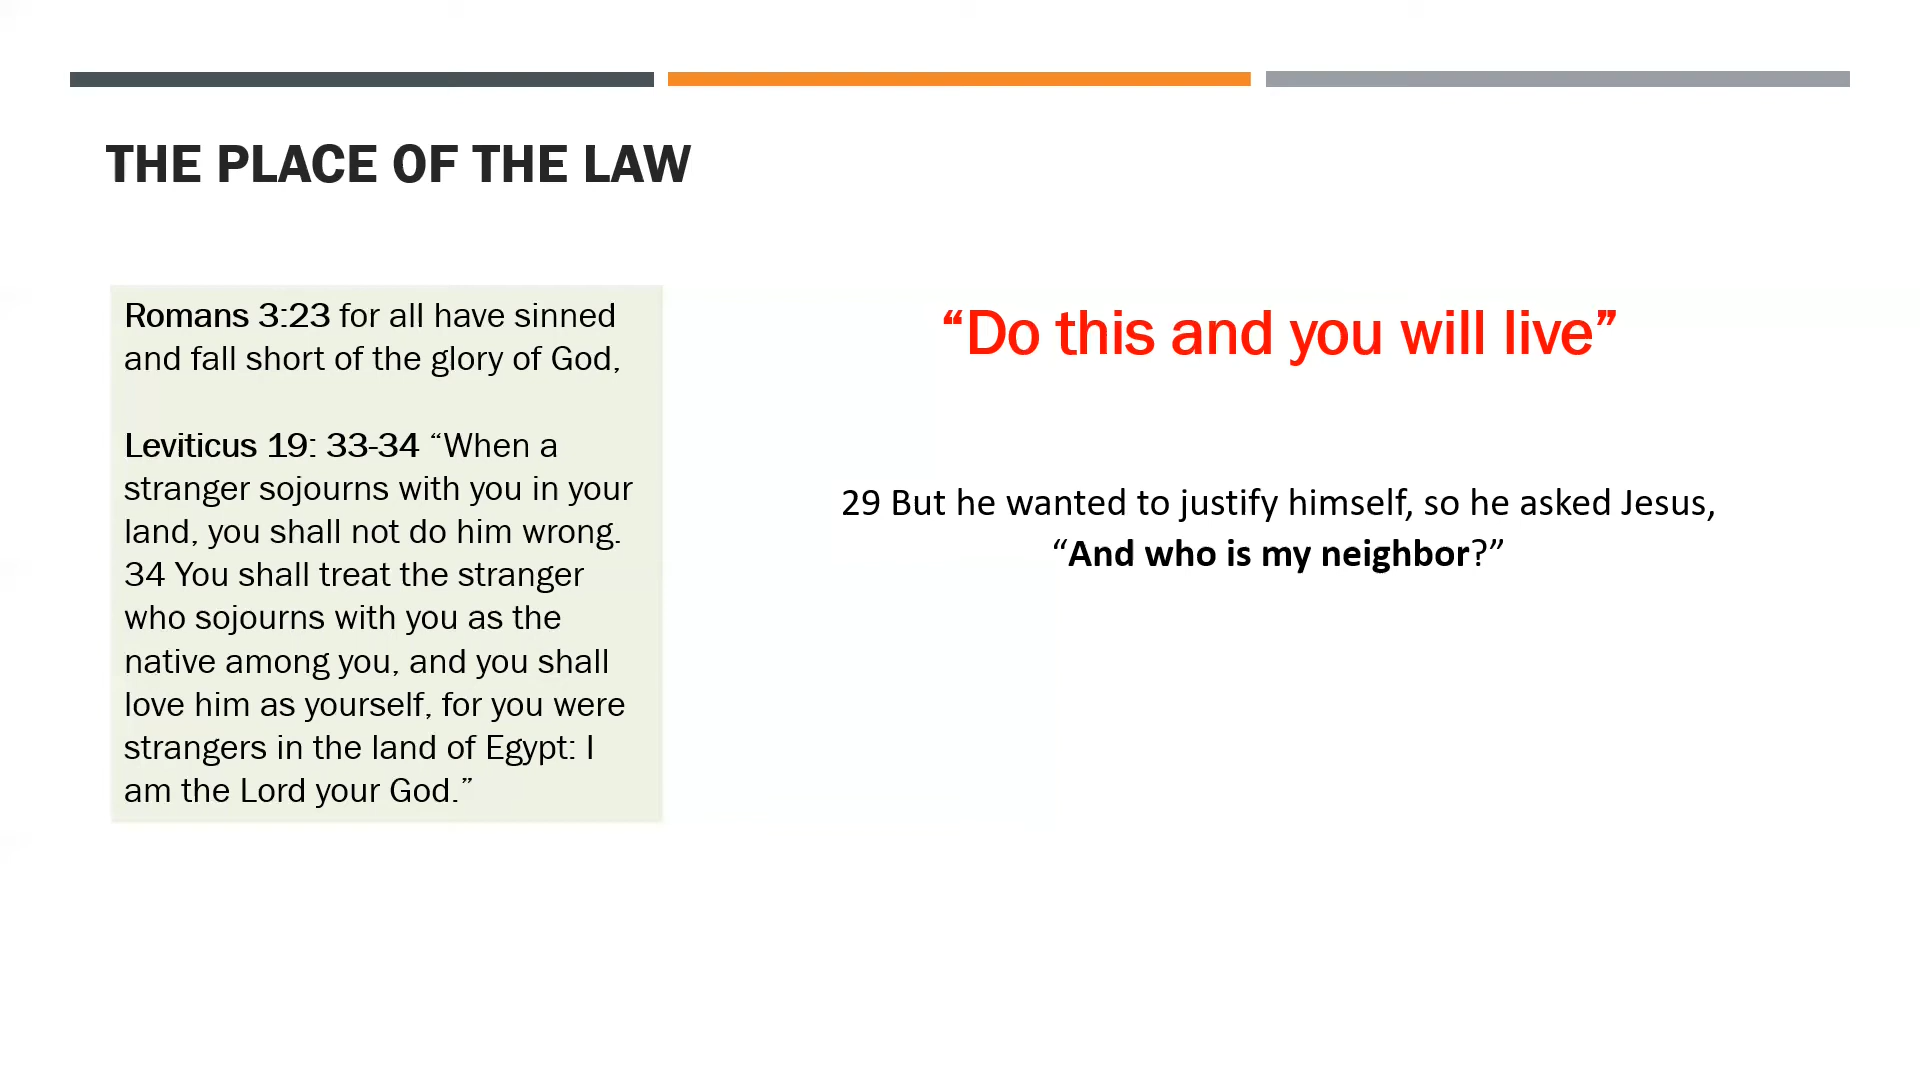 THE PLACE OF THE LAW
Romans 3:23 for all have sinned
and fall short of the glory of God,
Leviticus 19: 33-34 “When a
stranger sojourns with you in your
land, you shall not do him wrong.
34 You shall treat the stranger
who sojourns with you as the
native among you, and you shall
love him as yourself, for you were
strangers in the land of Egypt: I
am the Lord your God.”
“Do this and you will live”
29 But he wanted to justify himself, so he asked Jesus,
“And who is my neighbor?”